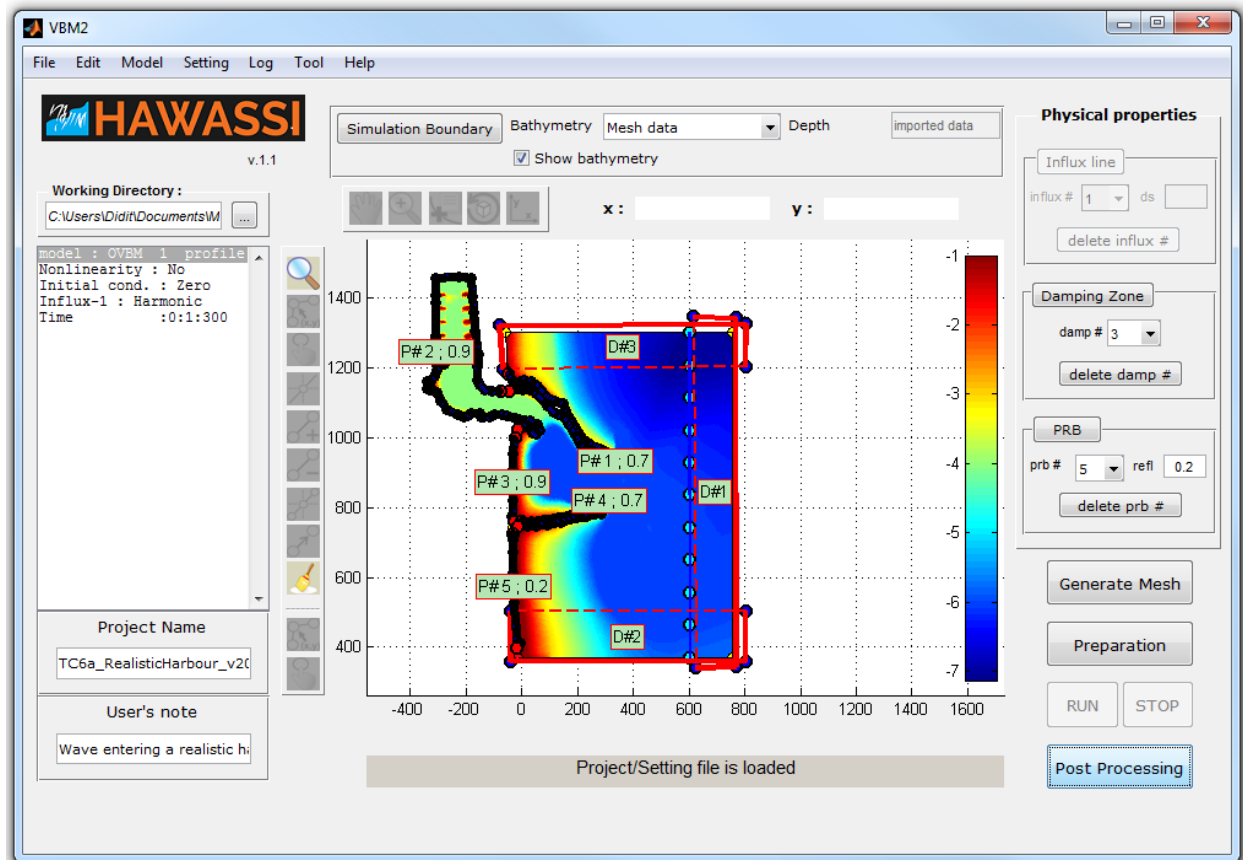 VBM2
File Edit Model Setting Log Tool Help
HAWASSI
v.1.1
Simulation Boundary Bathymetry Mesh data Depth imported data
Show bathymetry
Working Directory :
C:\Users\Didit\Documents\M ...
x : y :
model : OVBM 1 profile
Nonlinearity : No
Initial cond. : Zero
Influx-1 : Harmonic
Time :0:1:300
Project Name
TC6a_RealisticHarbour_v20
User's note
Wave entering a realistic ha
1400
1200
1000
800
600
400
-400 -200 0 200 400 600 800 1000 1200 1400 1600
P#2 ; 0.9
D#3
P#1 ; 0.7
P#3 ; 0.9
P#4 ; 0.7
D#1
P#5 ; 0.2
D#2
-1
-2
-3
-4
-5
-6
-7
Project/Setting file is loaded
Physical properties
Influx line
influx # 1 ds
delete influx #
Damping Zone
damp # 3
delete damp #
PRB
prb # 5 refl 0.2
delete prb #
Generate Mesh
Preparation
RUN STOP
Post Processing